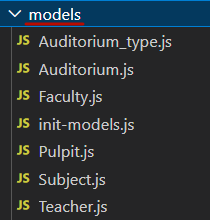 models
JS Auditorium_type.js
JS Auditorium.js
JS Faculty.js
JS init-models.js
JS Pulpit.js
JS Subject.js
JS Teacher.js